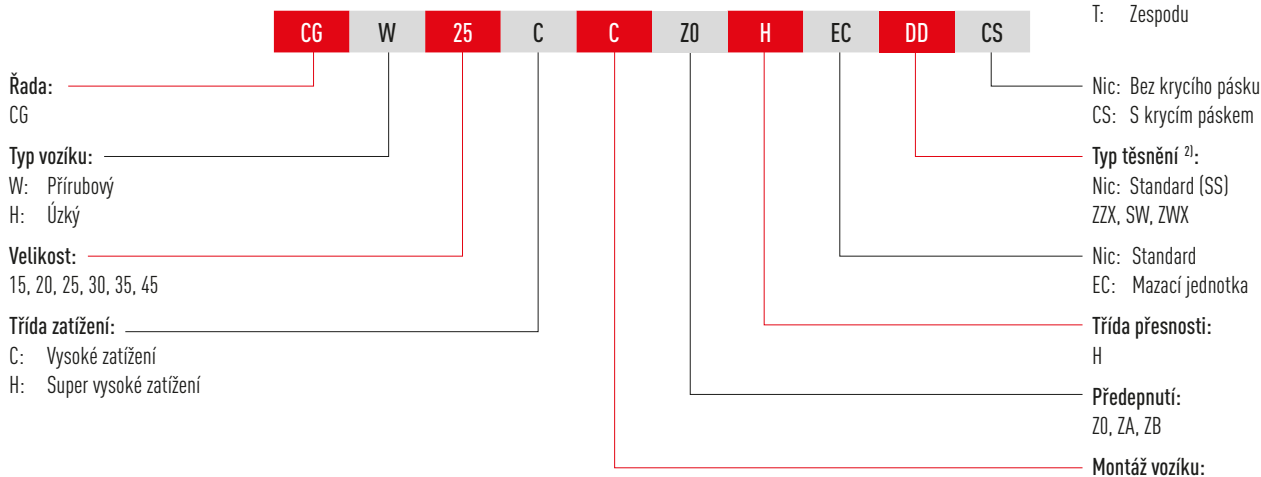 T: Zespodu
CG W 25 C C Z0 H EC DD CS
Řada:
CG
Typ vozíku:
W: Přírubový
H: Úzký
Velikost:
15, 20, 25, 30, 35, 45
Třída zatížení:
C: Vysoké zatížení
H: Super vysoké zatížení
Nic: Bez krycího pásku
CS: S krycím páskem
Typ těsnění 2):
Nic: Standard (SS)
ZZX, SW, ZWX
Nic: Standard
EC: Mazací jednotka
Třída přesnosti:
H
Předepnutí:
Z0, ZA, ZB
Montáž vozíku: